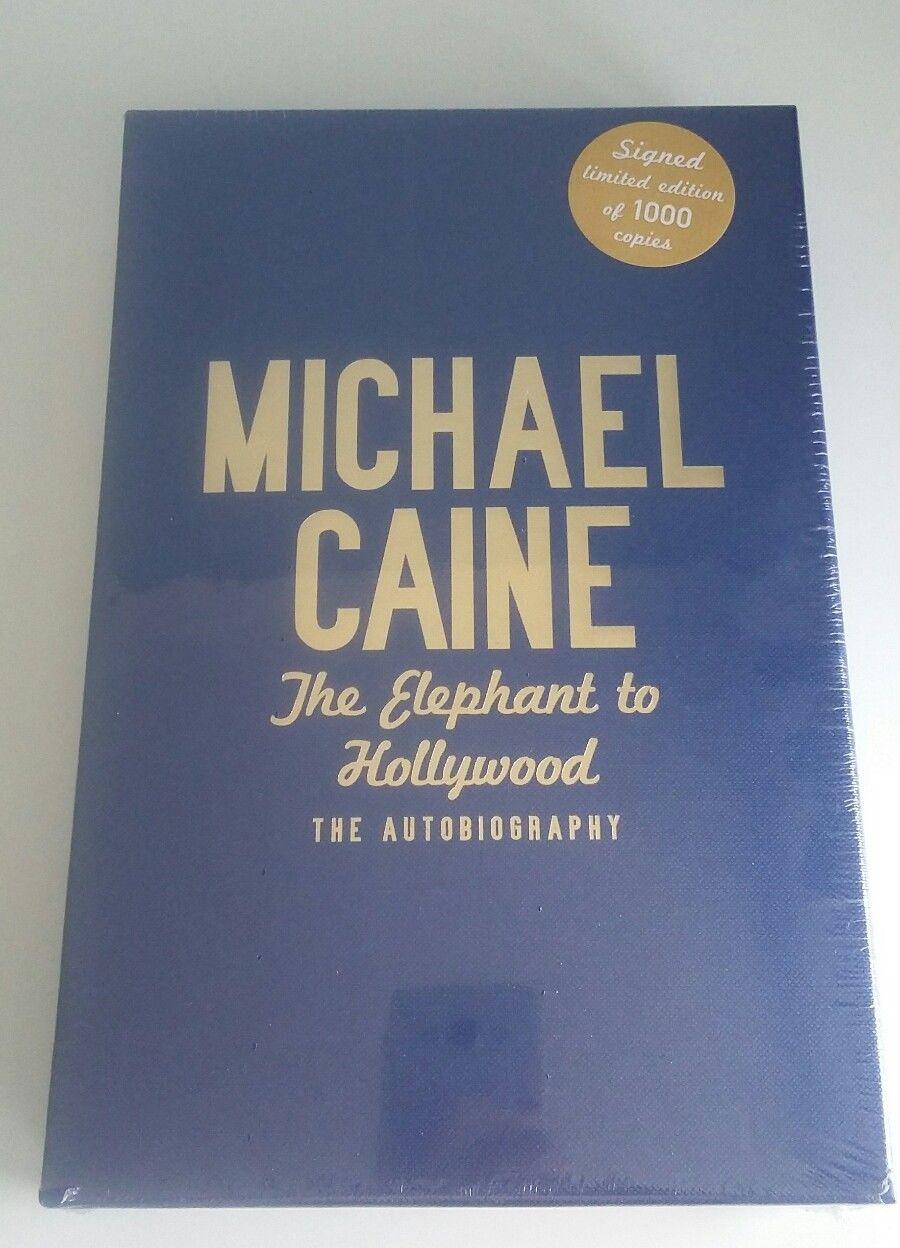 Signed
limited edition
of 1000
copies
MICHAEL
CAINE
The Elephant to
Hollywood
THE AUTOBIOGRAPHY